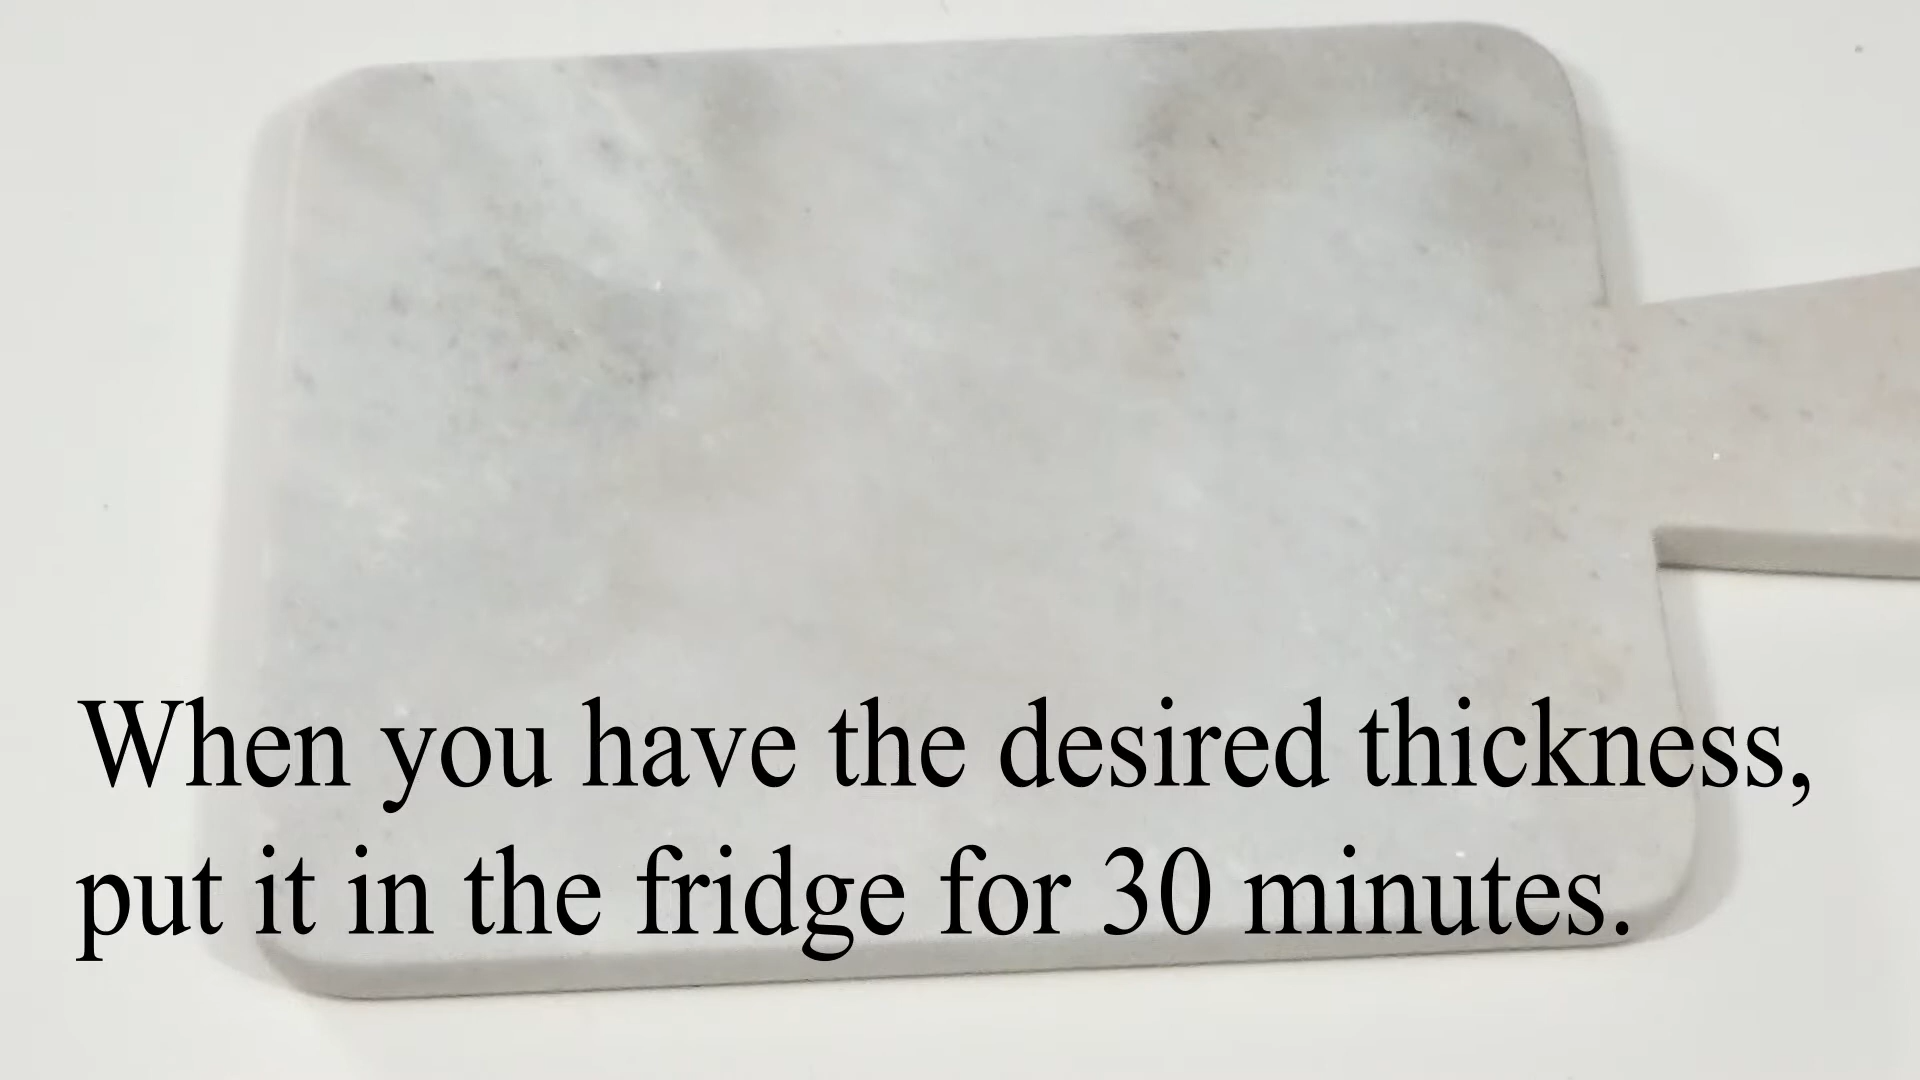 When you have the desired thickness,
put it in the fridge for 30 minutes.